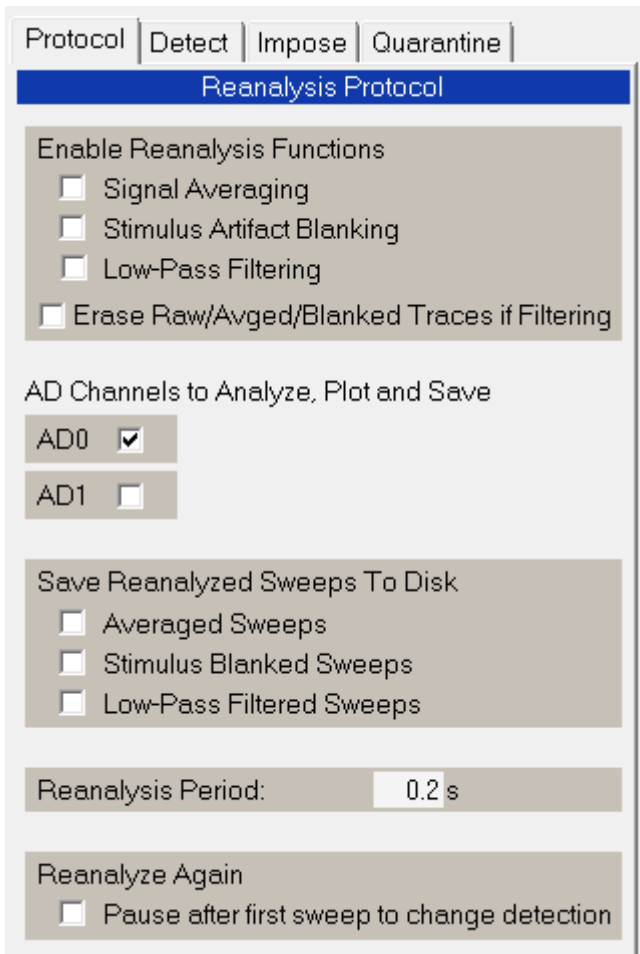 Protocol Detect Impose Quarantine
Reanalysis Protocol
Enable Reanalysis Functions
Signal Averaging
Stimulus Artifact Blanking
Low-Pass Filtering
Erase Raw/Avged/Blanked Traces if Filtering
AD Channels to Analyze, Plot and Save
AD0
AD1
Save Reanalyzed Sweeps To Disk
Averaged Sweeps
Stimulus Blanked Sweeps
Low-Pass Filtered Sweeps
Reanalysis Period: 0.2 s
Reanalyze Again
Pause after first sweep to change detection